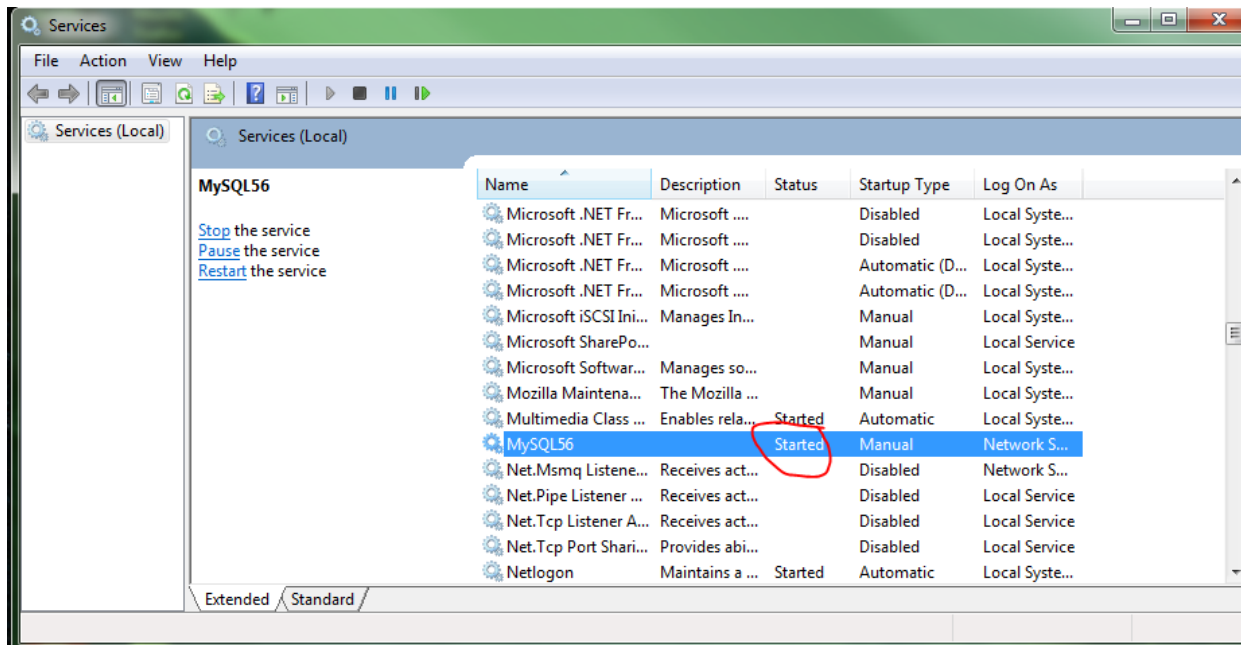 Services
File Action View Help
Services (Local)
Services (Local)
MySQL56
Stop the service
Pause the service
Restart the service
Name Description Status Startup Type Log On As
Microsoft .NET Fr... Microsoft .... Disabled Local Syste...
Microsoft .NET Fr... Microsoft .... Disabled Local Syste...
Microsoft .NET Fr... Microsoft .... Automatic (D... Local Syste...
Microsoft .NET Fr... Microsoft .... Automatic (D... Local Syste...
Microsoft iSCSI Ini... Manages In... Manual Local Syste...
Microsoft SharePo... Manual Local Service
Microsoft Softwar... Manages so... Manual Local Syste...
Mozilla Maintena... The Mozilla ... Manual Local Syste...
Multimedia Class ... Enables rela... Started Automatic Local Syste...
MySQL56 Started Manual Network S...
Net.Msmq Listene... Receives act... Disabled Network S...
Net.Pipe Listener ... Receives act... Disabled Local Service
Net.Tcp Listener A... Receives act... Disabled Local Service
Net.Tcp Port Shari... Provides abi... Disabled Local Service
Netlogon Maintains a ... Started Automatic Local Syste...
Extended Standard